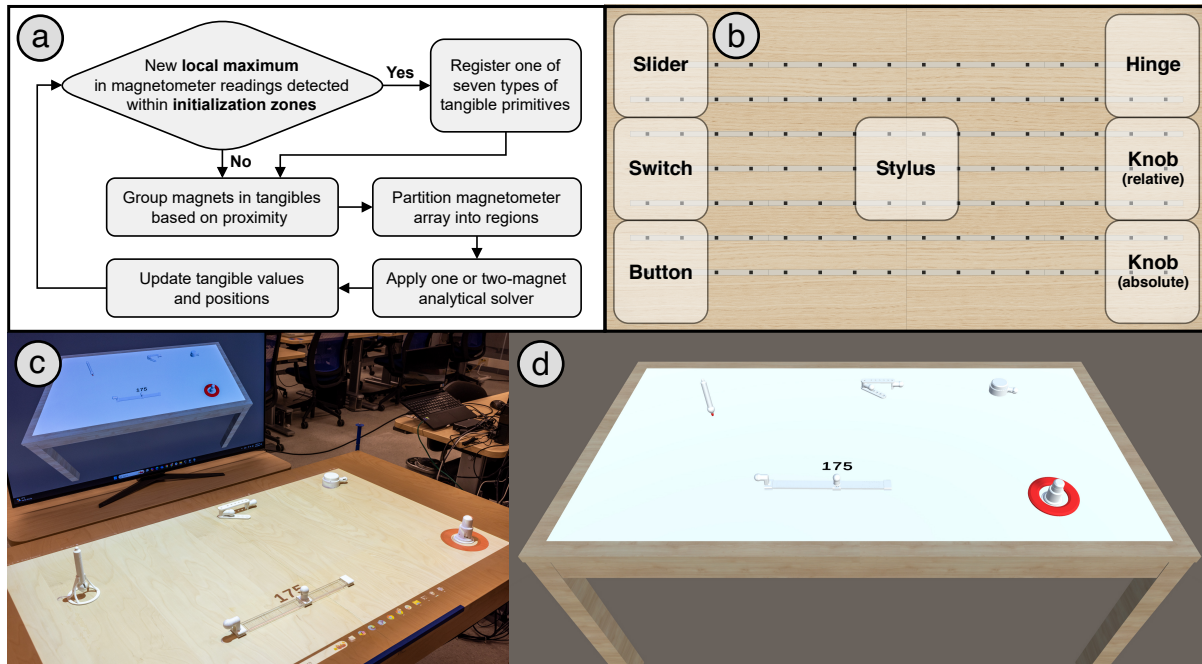 a
New local maximum
in magnetometer readings detected
within initialization zones
Yes
Register one of
seven types of
tangible primitives
No
Group magnets in tangibles
based on proximity
Partition magnetometer
array into regions
Update tangible values
and positions
Apply one or two-magnet
analytical solver
b
Slider
Hinge
Switch
Stylus
Knob
(relative)
Button
Knob
(absolute)
c
175
175
d
175